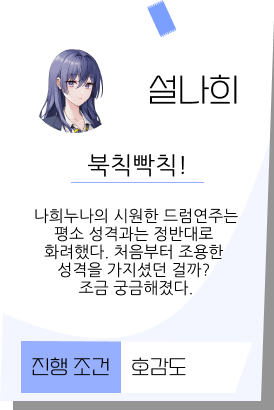 설나희
북칙빡칙!
나희누나의 시원한 드럼연주는
평소 성격과는 정반대로
화려했다. 처음부터 조용한
성격을 가지셨던 걸까?
조금 궁금해졌다.
진행 조건 호감도